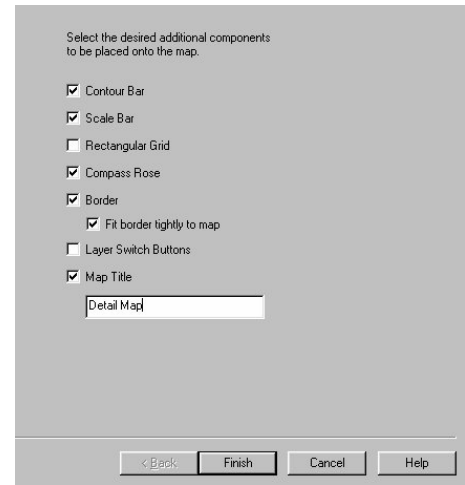 Select the desired additional components
to be placed onto the map.
Contour Bar
Scale Bar
Rectangular Grid
Compass Rose
Border
Fit border tightly to map
Layer Switch Buttons
Map Title
Detail Map
< Back Finish Cancel Help